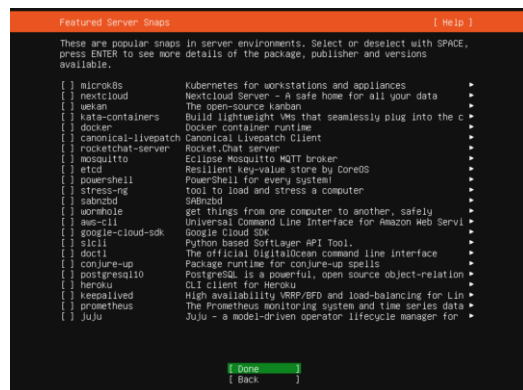 Featured Server Snaps [ Help ]
These are popular snaps in server environments. Select or deselect with SPACE,
press ENTER to see more details of the package, publisher and versions
available.
[ ] microk8s Kubernetes for workstations and appliances ▸
[ ] nextcloud Nextcloud Server - A safe home for all your data ▸
[ ] wekan The open-source kanban ▸
[ ] kata-containers Build lightweight VMs that seamlessly plug into the c ▸
[ ] docker Docker container runtime ▸
[ ] canonical-livepatch Canonical Livepatch Client ▸
[ ] rocketchat-server Rocket.Chat server ▸
[ ] mosquitto Eclipse Mosquitto MQTT broker ▸
[ ] etcd Resilient key-value store by CoreOS ▸
[ ] powershell PowerShell for every system! ▸
[ ] stress-ng tool to load and stress a computer ▸
[ ] sabnzbd SABnzbd ▸
[ ] wormhole get things from one computer to another, safely ▸
[ ] aws-cli Universal Command Line Interface for Amazon Web Servi ▸
[ ] google-cloud-sdk Google Cloud SDK ▸
[ ] slcli Python based SoftLayer API Tool. ▸
[ ] doctl The official DigitalOcean command line interface ▸
[ ] conjure-up Package runtime for conjure-up spells ▸
[ ] postgresql10 PostgreSQL is a powerful, open source object-relation ▸
[ ] heroku CLI client for Heroku ▸
[ ] keepalived High availability VRRP/BFD and load-balancing for Lin ▸
[ ] prometheus The Prometheus monitoring system and time series data ▸
[ ] juju Juju - a model-driven operator lifecycle manager for ▸
[ Done ]
[ Back ]